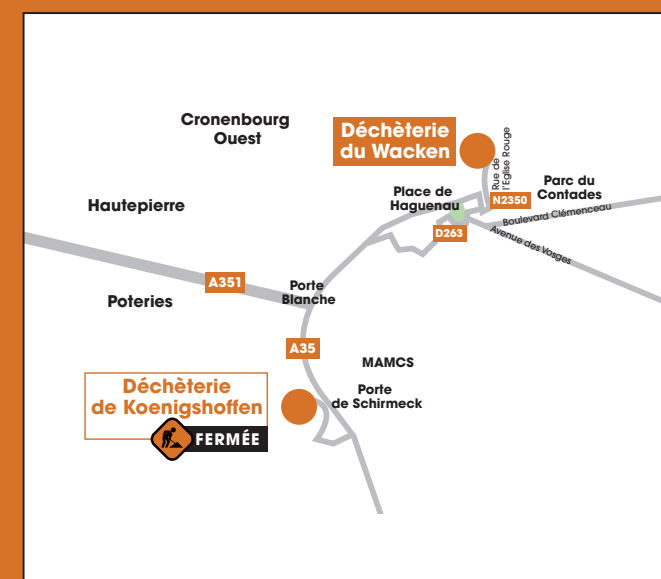 Cronenbourg
Ouest
Déchèterie
du Wacken
Rue de
l'Eglise Rouge
Parc du
Contades
Place de
Haguenau
N2350
Hautepierre
Boulevard Clémenceau
D263
Avenue des Vosges
A351
Porte
Blanche
Poteries
A35
MAMCS
Déchèterie
de Koenigshoffen
Porte
de Schirmeck
FERMÉE